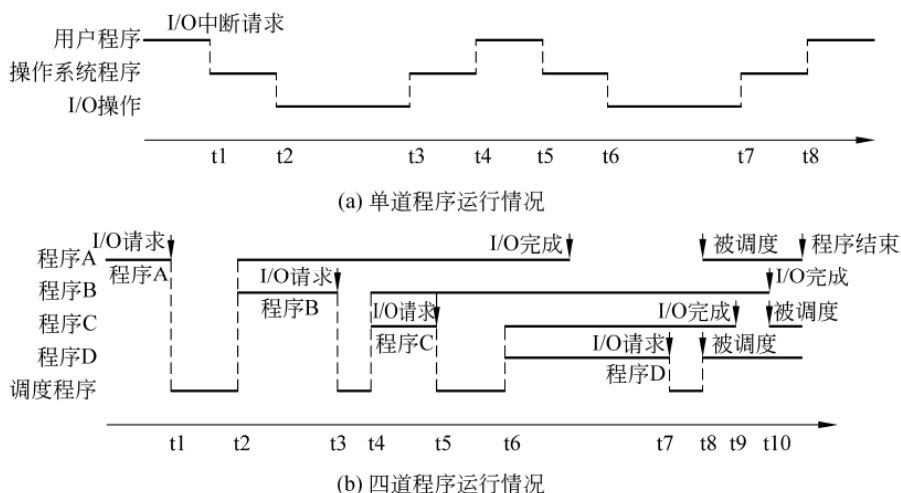 I/O中断请求
用户程序
操作系统程序
I/O操作
t1 t2 t3 t4 t5 t6 t7 t8
(a) 单道程序运行情况
I/O请求 I/O完成 被调度 程序结束
程序A 程序A
I/O请求 I/O完成
程序B 程序B
I/O请求 I/O完成 被调度
程序C 程序C
I/O请求 被调度
程序D 程序D
调度程序
t1 t2 t3 t4 t5 t6 t7 t8 t9 t10
(b) 四道程序运行情况